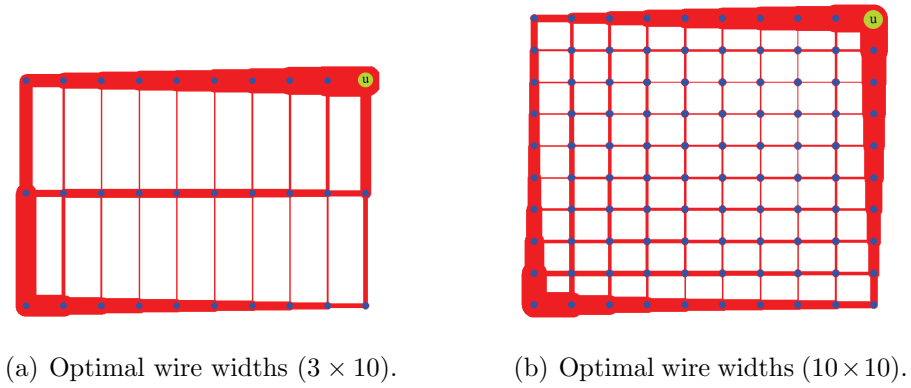 u
u
(a) Optimal wire widths (3 × 10).
(b) Optimal wire widths (10×10).